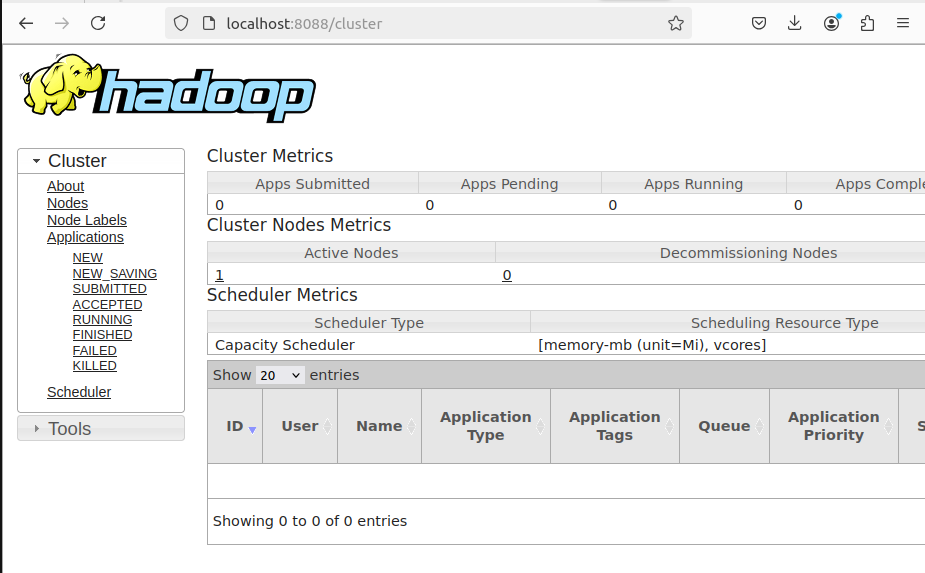 localhost:8088/cluster
hadoop
Cluster
About
Nodes
Node Labels
Applications
NEW
NEW_SAVING
SUBMITTED
ACCEPTED
RUNNING
FINISHED
FAILED
KILLED
Scheduler
Tools
Cluster Metrics
Apps Submitted Apps Pending Apps Running Apps Comple
0 0 0 0
Cluster Nodes Metrics
Active Nodes Decommissioning Nodes
1 0
Scheduler Metrics
Scheduler Type Scheduling Resource Type
Capacity Scheduler [memory-mb (unit=Mi), vcores]
Show 20 entries
ID User Name Application Type Application Tags Queue Application Priority S
Showing 0 to 0 of 0 entries